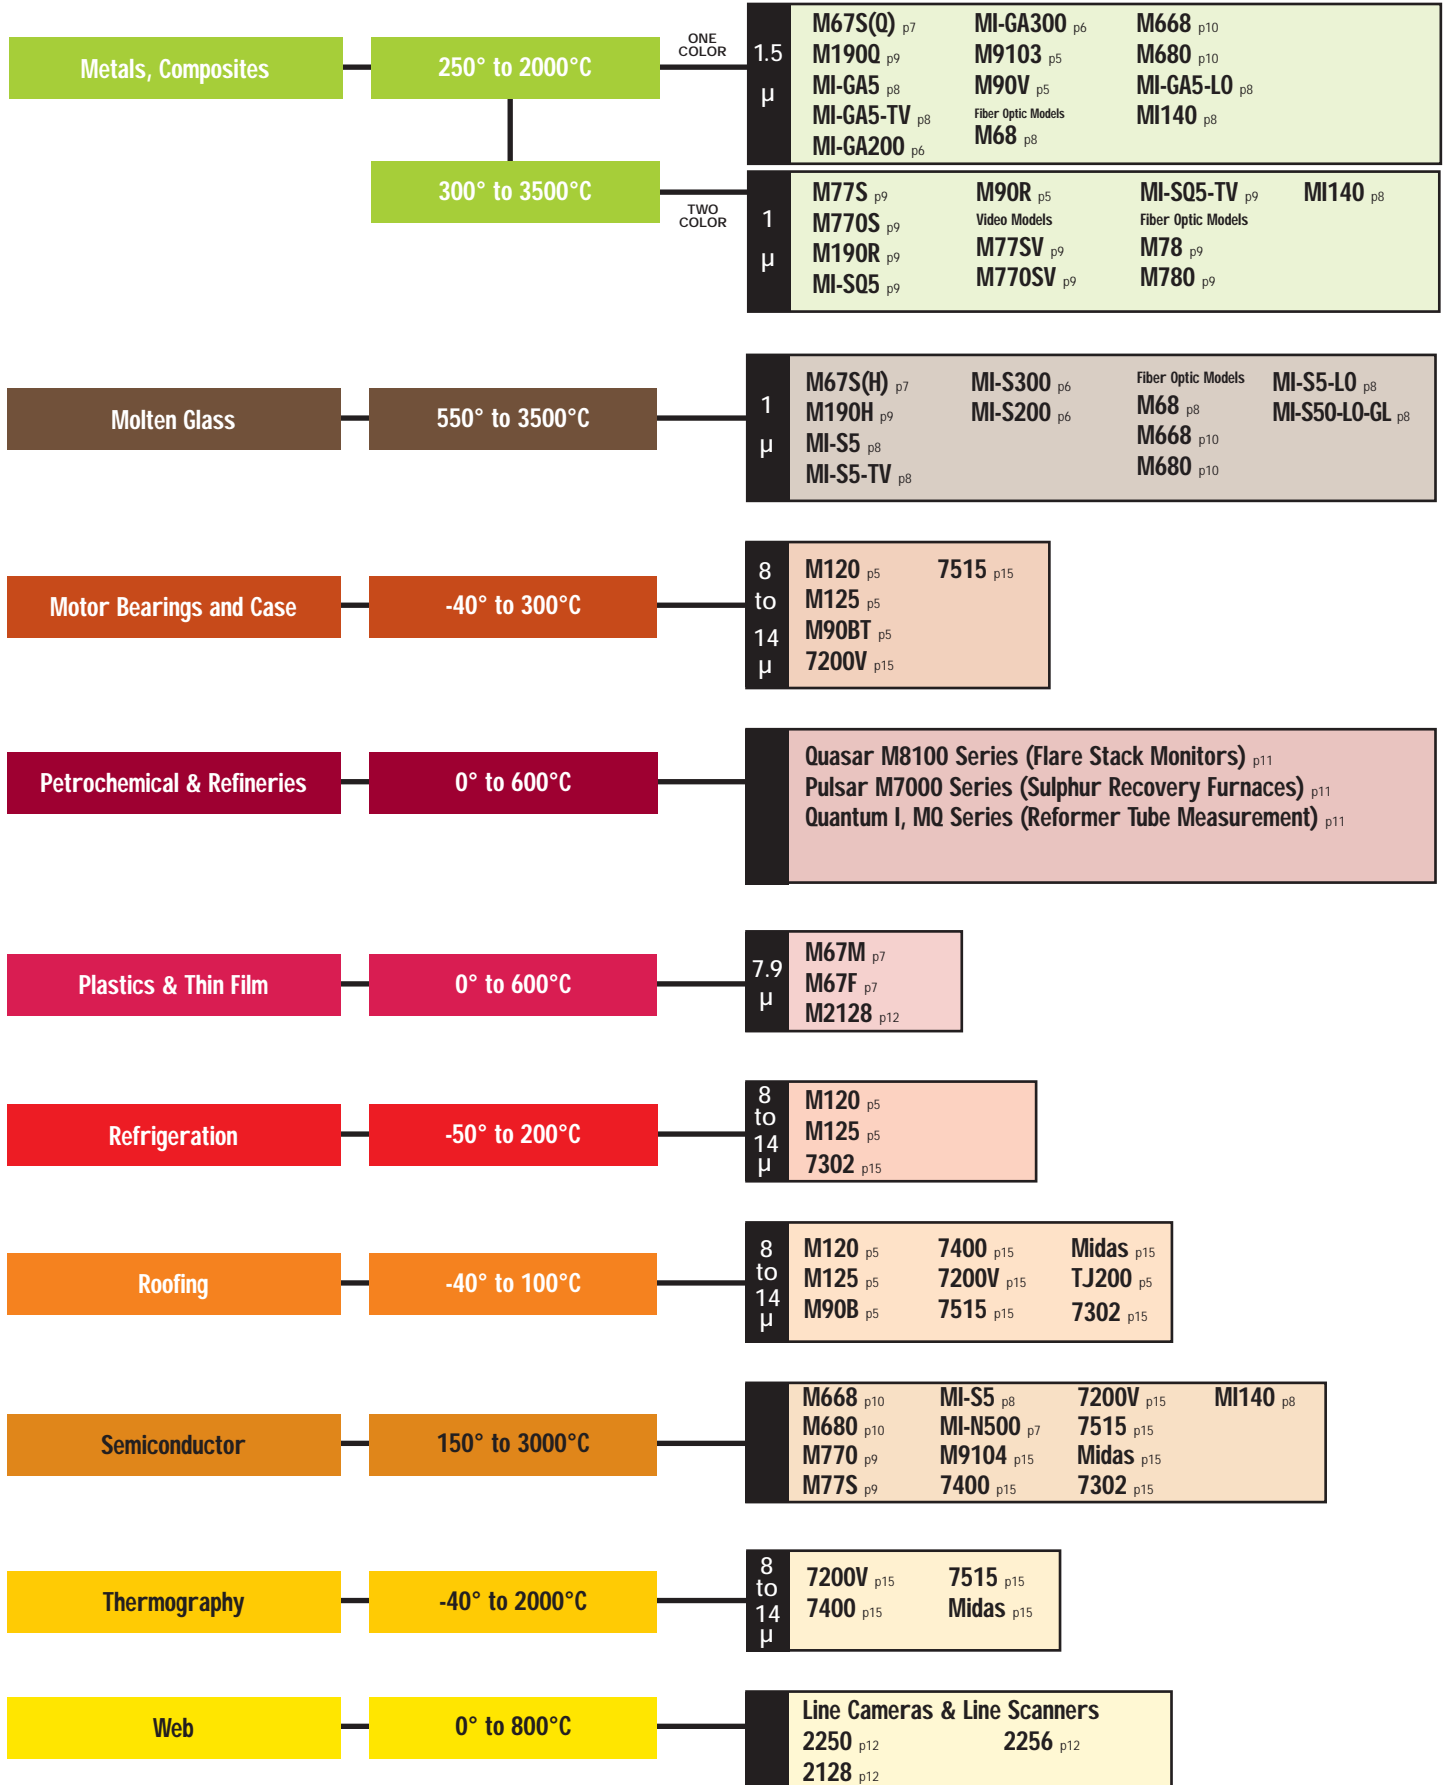 Metals, Composites
250° to 2000°C
ONE
COLOR
1.5
µ
M67S(Q) p7
M190Q p9
MI-GA5 p8
MI-GA5-TV p8
MI-GA200 p6
MI-GA300 p6
M9103 p5
M90V p5
Fiber Optic Models
M68 p8
M668 p10
M680 p10
MI-GA5-LO p8
MI140 p8
300° to 3500°C
TWO
COLOR
1
µ
M77S p9
M770S p9
M190R p9
MI-SQ5 p9
M90R p5
Video Models
M77SV p9
M770SV p9
MI-SQ5-TV p9
Fiber Optic Models
M78 p9
M780 p9
MI140 p8
Molten Glass
550° to 3500°C
1
µ
M67S(H) p7
M190H p9
MI-S5 p8
MI-S5-TV p8
MI-S300 p6
MI-S200 p6
Fiber Optic Models
M68 p8
M668 p10
M680 p10
MI-S5-LO p8
MI-S50-LO-GL p8
Motor Bearings and Case
-40° to 300°C
8
to
14
µ
M120 p5
M125 p5
M90BT p5
7200V p15
7515 p15
Petrochemical & Refineries
0° to 600°C
Quasar M8100 Series (Flare Stack Monitors) p11
Pulsar M7000 Series (Sulphur Recovery Furnaces) p11
Quantum I, MQ Series (Reformer Tube Measurement) p11
Plastics & Thin Film
0° to 600°C
7.9
µ
M67M p7
M67F p7
M2128 p12
Refrigeration
-50° to 200°C
8
to
14
µ
M120 p5
M125 p5
7302 p15
Roofing
-40° to 100°C
8
to
14
µ
M120 p5
M125 p5
M90B p5
7400 p15
7200V p15
7515 p15
Midas p15
TJ200 p5
7302 p15
Semiconductor
150° to 3000°C
M668 p10
M680 p10
M770 p9
M77S p9
MI-S5 p8
MI-N500 p7
M9104 p15
7400 p15
7200V p15
7515 p15
Midas p15
7302 p15
MI140 p8
Thermography
-40° to 2000°C
8
to
14
µ
7200V p15
7400 p15
7515 p15
Midas p15
Web
0° to 800°C
Line Cameras & Line Scanners
2250 p12
2128 p12
2256 p12